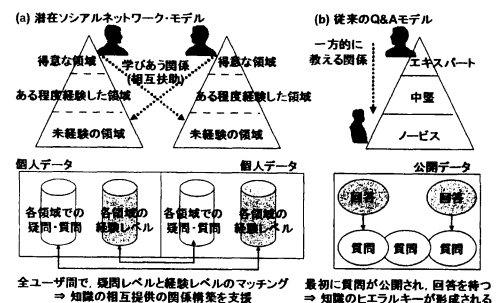 (a) 潜在ソシアルネットワーク・モデル
得意な領域
学びあう関係
(相互扶助)
得意な領域
ある程度経験した領域
ある程度経験した領域
未経験の領域
未経験の領域
個人データ
個人データ
各領域での
疑問・質問
各領域の
経験レベル
各領域での
疑問・質問
各領域の
経験レベル
全ユーザ間で，疑問レベルと経験レベルのマッチング
⇒ 知識の相互提供の関係構築を支援
(b) 従来のQ&Aモデル
一方的に
教える関係
エキスパート
中堅
ノービス
公開データ
回答
回答
質問
質問
質問
最初に質問が公開され，回答を待つ
⇒ 知識のヒエラルキーが形成される